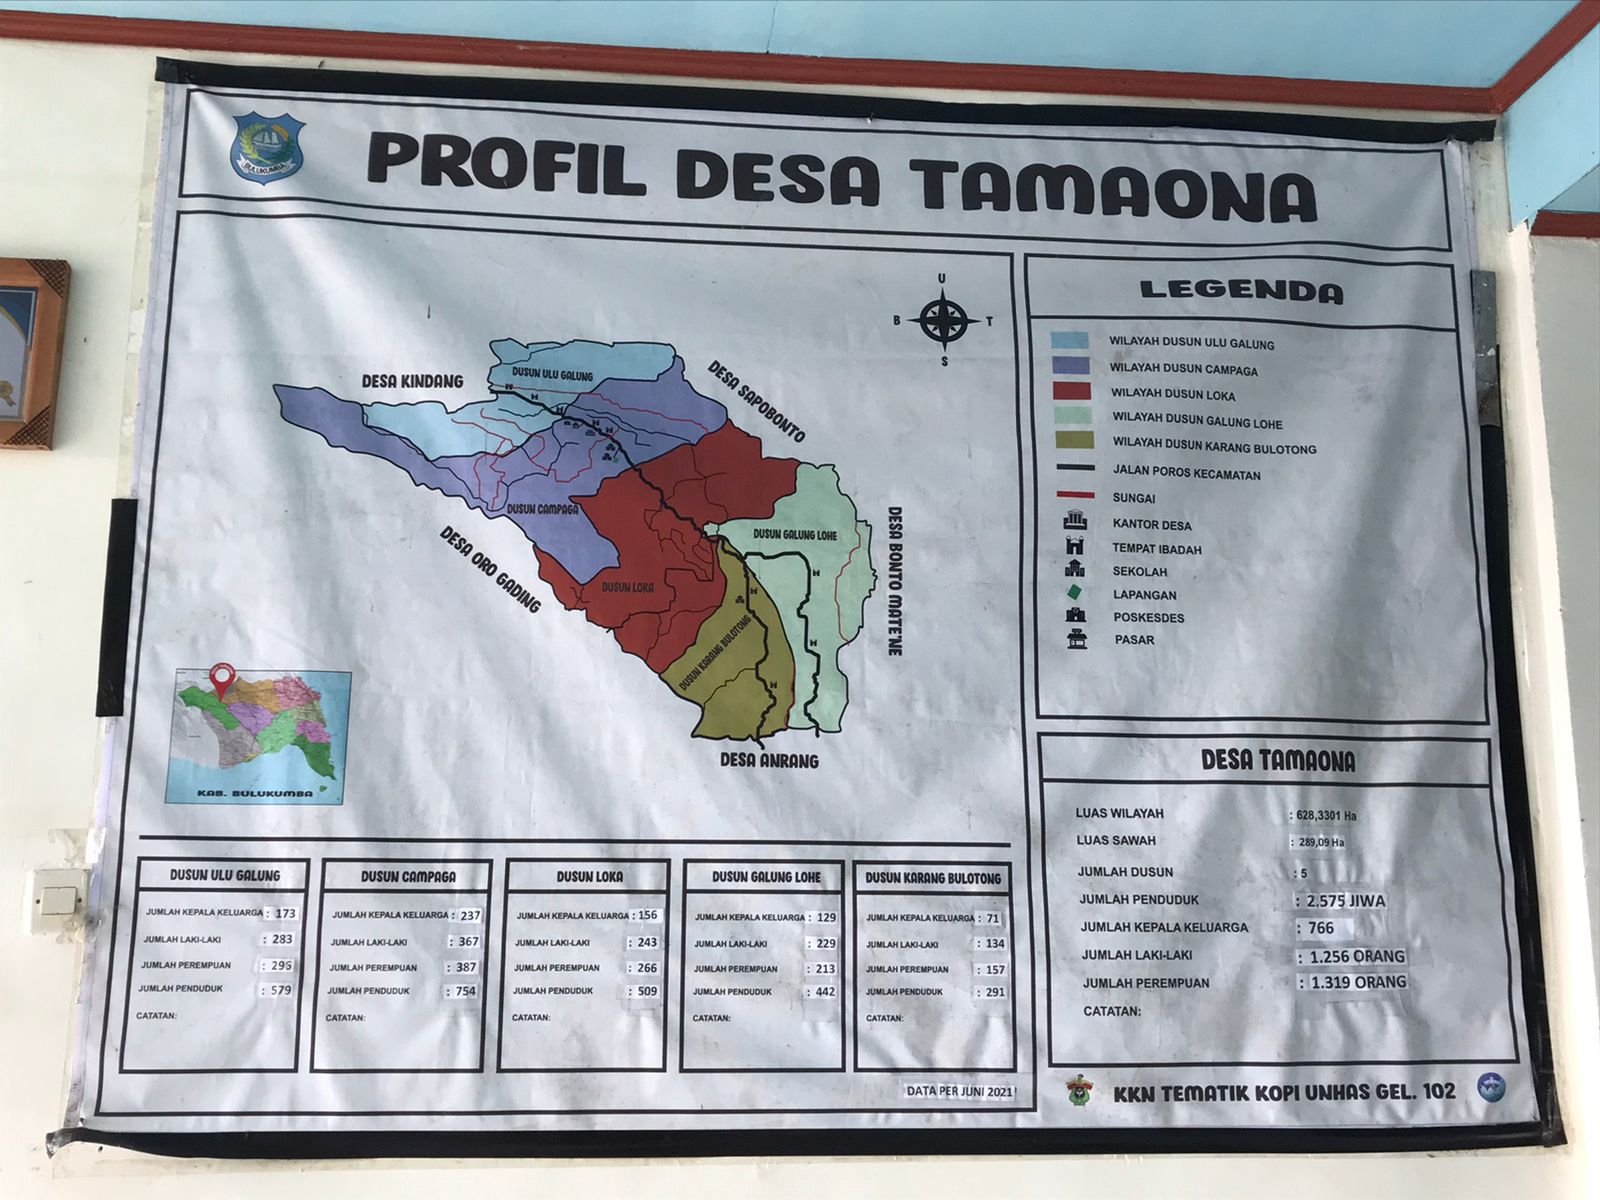 BULUKUMBA
PROFIL DESA TAMAONA
U
B T
S
DESA KINDANG
DUSUN ULU GALUNG
DESA SAPOBONTO
DUSUN CAMPAGA
DUSUN GALUNG LOHE
DESA BONTO MATE'NE
DESA ORO GADING
DUSUN LOKA
DUSUN KARANG BULOTONG
DESA ANRANG
KAB. BULUKUMBA
LEGENDA
WILAYAH DUSUN ULU GALUNG
WILAYAH DUSUN CAMPAGA
WILAYAH DUSUN LOKA
WILAYAH DUSUN GALUNG LOHE
WILAYAH DUSUN KARANG BULOTONG
JALAN POROS KECAMATAN
SUNGAI
KANTOR DESA
TEMPAT IBADAH
SEKOLAH
LAPANGAN
POSKESDES
PASAR
DESA TAMAONA
LUAS WILAYAH : 628,3301 Ha
LUAS SAWAH : 289,09 Ha
JUMLAH DUSUN : 5
JUMLAH PENDUDUK : 2.575 JIWA
JUMLAH KEPALA KELUARGA : 766
JUMLAH LAKI-LAKI : 1.256 ORANG
JUMLAH PEREMPUAN : 1.319 ORANG
CATATAN:
DUSUN ULU GALUNG
JUMLAH KEPALA KELUARGA : 173
JUMLAH LAKI-LAKI : 283
JUMLAH PEREMPUAN : 296
JUMLAH PENDUDUK : 579
CATATAN:
DUSUN CAMPAGA
JUMLAH KEPALA KELUARGA : 237
JUMLAH LAKI-LAKI : 367
JUMLAH PEREMPUAN : 387
JUMLAH PENDUDUK : 754
CATATAN:
DUSUN LOKA
JUMLAH KEPALA KELUARGA : 156
JUMLAH LAKI-LAKI : 243
JUMLAH PEREMPUAN : 266
JUMLAH PENDUDUK : 509
CATATAN:
DUSUN GALUNG LOHE
JUMLAH KEPALA KELUARGA : 129
JUMLAH LAKI-LAKI : 229
JUMLAH PEREMPUAN : 213
JUMLAH PENDUDUK : 442
CATATAN:
DUSUN KARANG BULOTONG
JUMLAH KEPALA KELUARGA : 71
JUMLAH LAKI-LAKI : 134
JUMLAH PEREMPUAN : 157
JUMLAH PENDUDUK : 291
CATATAN:
DATA PER JUNI 2021
KKN TEMATIK KOPI UNHAS GEL. 102